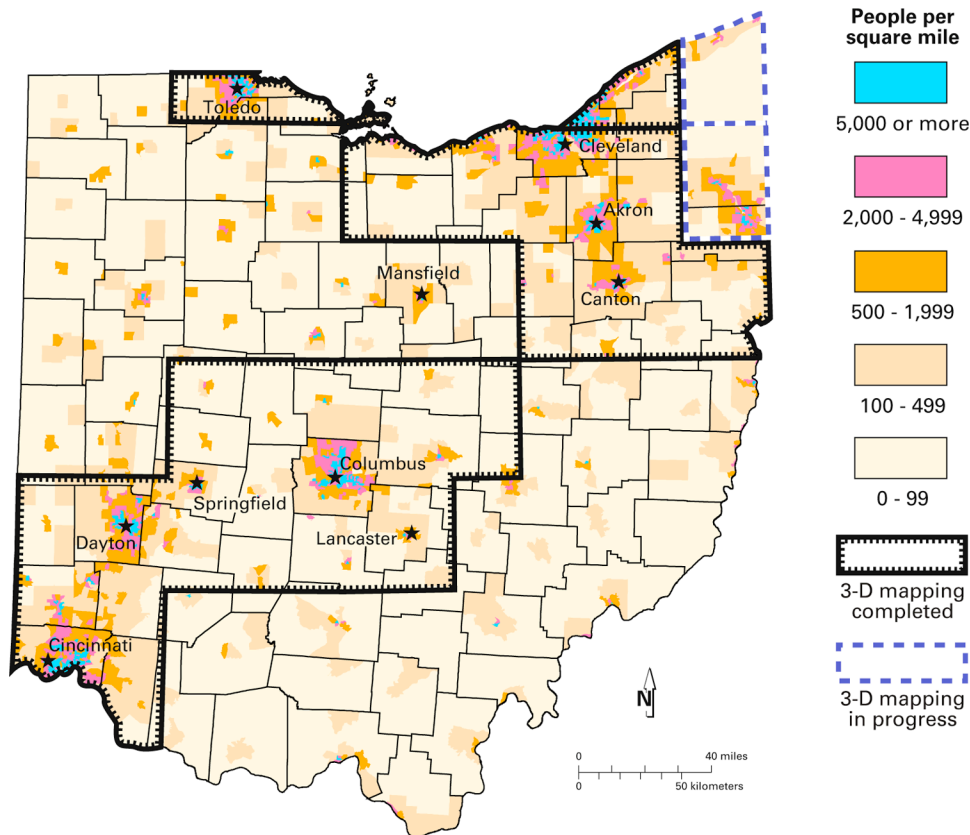 People per
square mile
5,000 or more
2,000 - 4,999
500 - 1,999
100 - 499
0 - 99
3-D mapping
completed
3-D mapping
in progress
Toledo
Cleveland
Akron
Mansfield
Canton
Columbus
Springfield
Lancaster
Dayton
Cincinnati
N
0 40 miles
0 50 kilometers